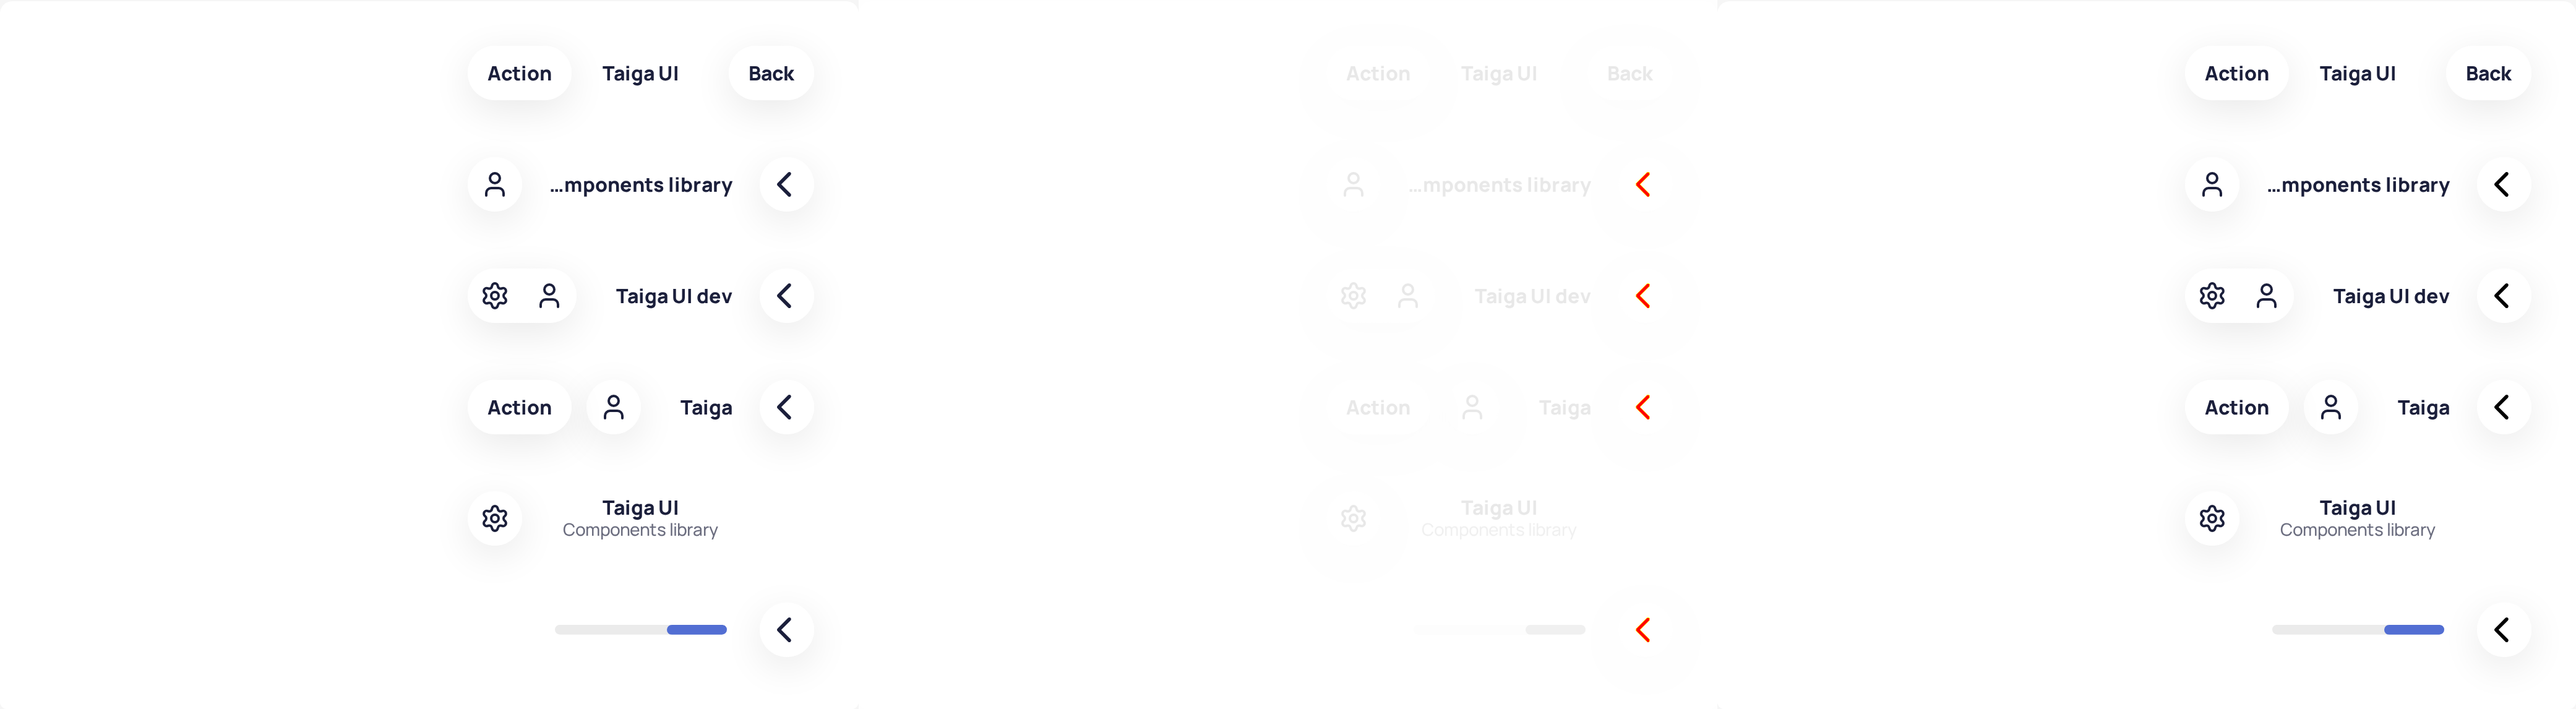 Action Taiga UI Back
...mponents library
Taiga UI dev
Action Taiga
Taiga UI
Components library
Action Taiga UI Back
...mponents library
Taiga UI dev
Action Taiga
Taiga UI
Components library
Action Taiga UI Back
...mponents library
Taiga UI dev
Action Taiga
Taiga UI
Components library